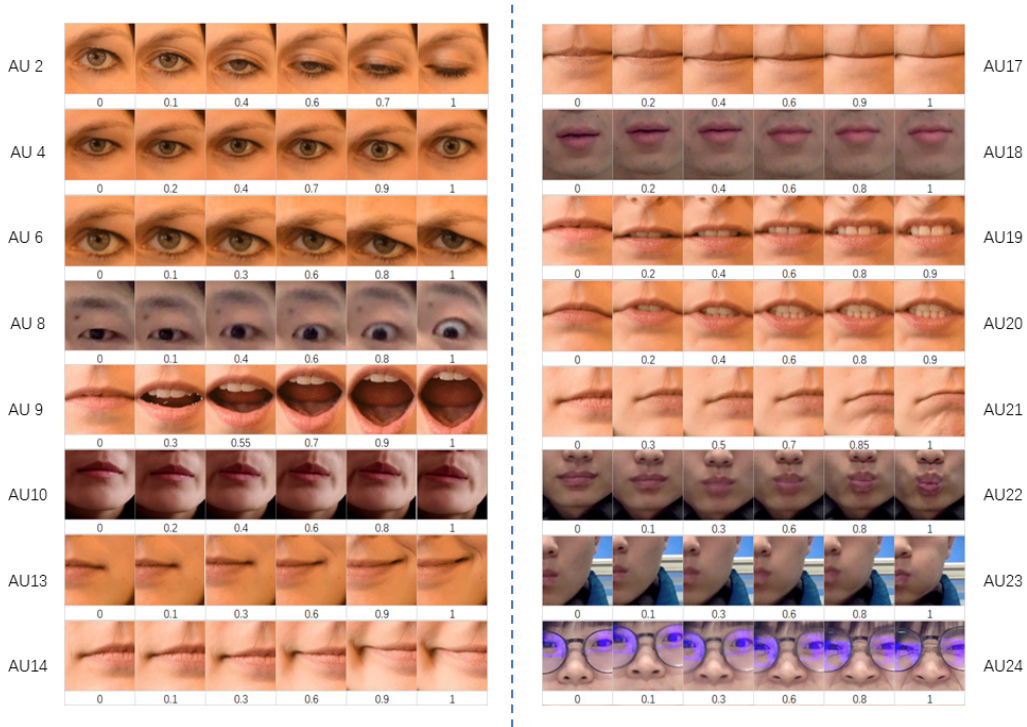 AU 2
0 0.1 0.4 0.6 0.7 1
AU 4
0 0.2 0.4 0.7 0.9 1
AU 6
0 0.1 0.3 0.6 0.8 1
AU 8
0.1 0.1 0.4 0.6 0.8 1
AU 9
0 0.3 0.55 0.7 0.9 1
AU10
0 0.2 0.4 0.6 0.8 1
AU13
0 0.1 0.3 0.6 0.9 1
AU14
0 0.1 0.3 0.6 0.9 1
AU17
0 0.2 0.4 0.6 0.9 1
AU18
0 0.2 0.4 0.6 0.8 1
AU19
0 0.2 0.4 0.6 0.8 0.9
AU20
0 0.2 0.4 0.6 0.8 0.9
AU21
0 0.3 0.5 0.7 0.85 1
AU22
0 0.1 0.3 0.6 0.8 1
AU23
0 0.1 0.3 0.6 0.8 1
AU24
0 0.1 0.3 0.6 0.8 1